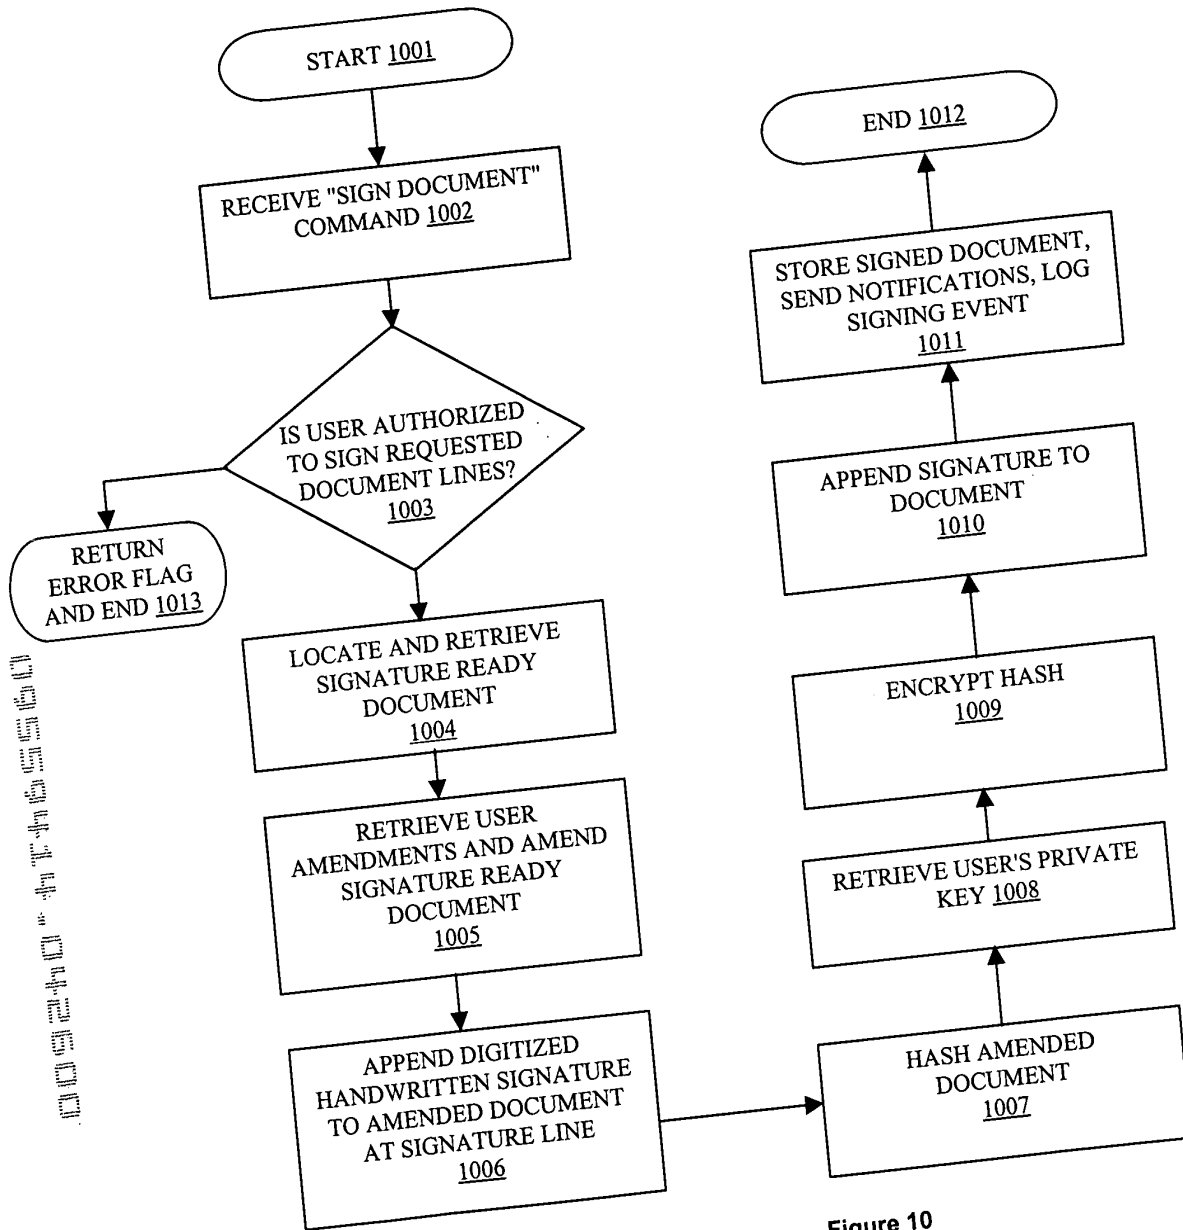 START 1001
RECEIVE "SIGN DOCUMENT"
COMMAND 1002
IS USER AUTHORIZED
TO SIGN REQUESTED
DOCUMENT LINES?
1003
RETURN
ERROR FLAG
AND END 1013
LOCATE AND RETRIEVE
SIGNATURE READY
DOCUMENT
1004
RETRIEVE USER
AMENDMENTS AND AMEND
SIGNATURE READY
DOCUMENT
1005
APPEND DIGITIZED
HANDWRITTEN SIGNATURE
TO AMENDED DOCUMENT
AT SIGNATURE LINE
1006
HASH AMENDED
DOCUMENT
1007
RETRIEVE USER'S PRIVATE
KEY 1008
ENCRYPT HASH
1009
APPEND SIGNATURE TO
DOCUMENT
1010
STORE SIGNED DOCUMENT,
SEND NOTIFICATIONS, LOG
SIGNING EVENT
1011
END 1012
09559414.042600
Figure 10